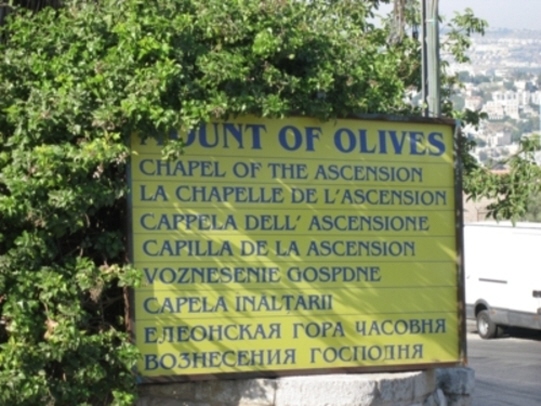 MOUNT OF OLIVES
CHAPEL OF THE ASCENSION
LA CHAPELLE DE L'ASCENSION
CAPPELA DELL' ASCENSIONE
CAPILLA DE LA ASCENSION
VOZNESENIE GOSPDNE
CAPELA INĂLȚARII
ЕЛЕОНСКАЯ ГОРА ЧАСОВНЯ
ВОЗНЕСЕНИЯ ГОСПОДНЯ